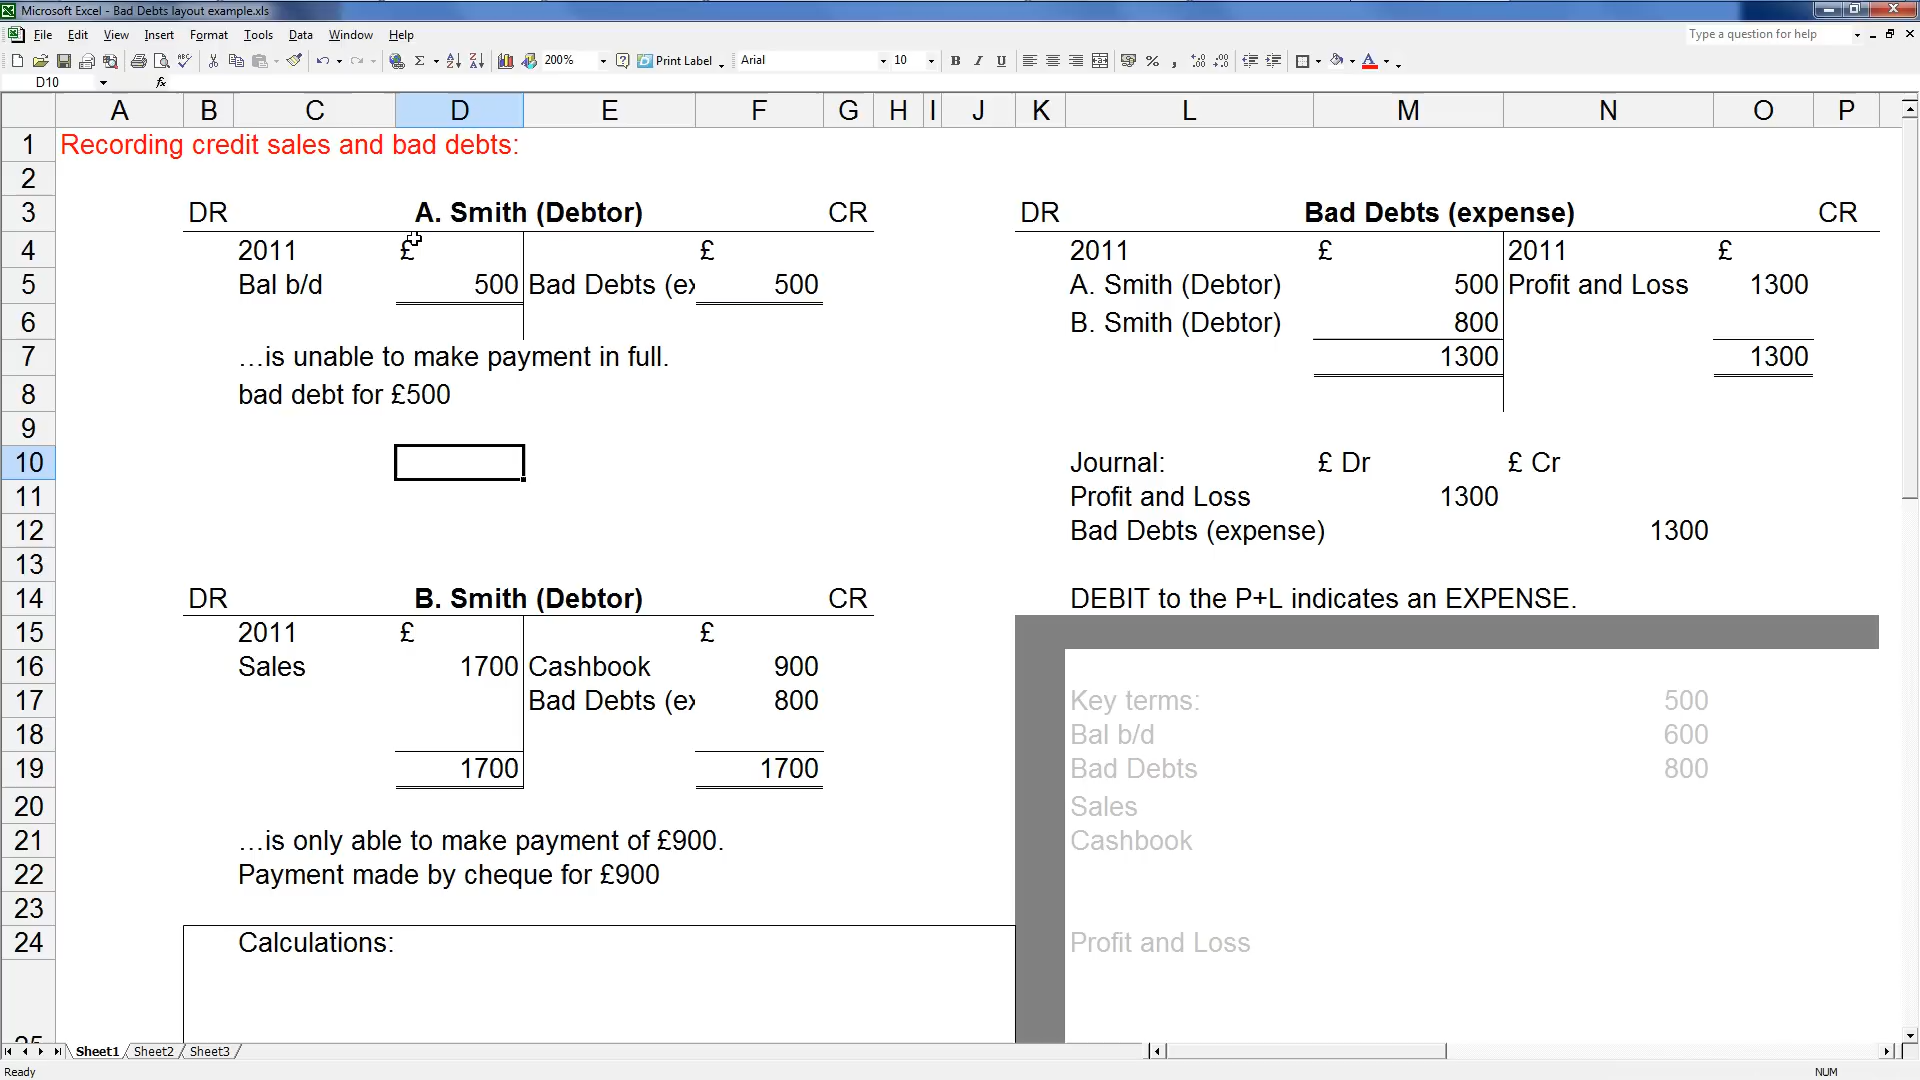 Microsoft Excel - Bad Debts layout example.xls
File Edit View Insert Format Tools Data Window Help Type a question for help
200% Print Label Arial 10 B I U
D10 fx
A B C D E F G H I J K L M N O P
1 Recording credit sales and bad debts:
2
3 DR A. Smith (Debtor) CR DR Bad Debts (expense) CR
4 2011 £ £ 2011 £ 2011 £
5 Bal b/d 500 Bad Debts (ex 500 A. Smith (Debtor) 500 Profit and Loss 1300
6 B. Smith (Debtor) 800
7 …is unable to make payment in full. 1300 1300
8 bad debt for £500
9
10 Journal: £ Dr £ Cr
11 Profit and Loss 1300
12 Bad Debts (expense) 1300
13
14 DR B. Smith (Debtor) CR DEBIT to the P+L indicates an EXPENSE.
15 2011 £ £
16 Sales 1700 Cashbook 900
17 Bad Debts (ex 800 Key terms: 500
18 Bal b/d 600
19 1700 1700 Bad Debts 800
20 Sales
21 …is only able to make payment of £900. Cashbook
22 Payment made by cheque for £900
23
24 Calculations: Profit and Loss
25
Sheet1 Sheet2 Sheet3
Ready NUM